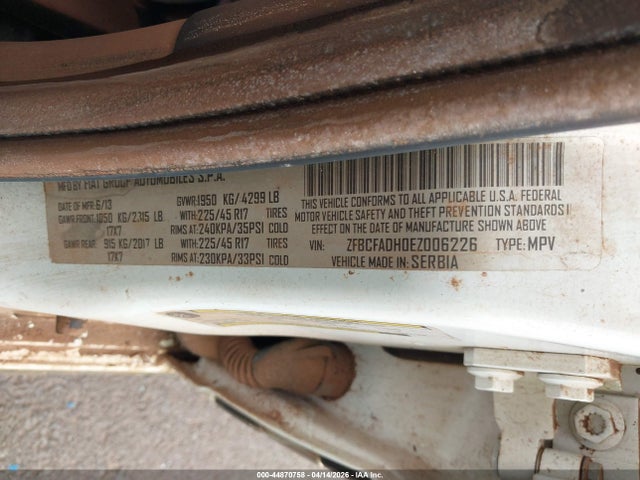 MFD BY FIAT GROUP AUTOMOBILES S.P.A.
DATE OF MFR: 6/13 GVWR: 1950 KG/4299 LB
GAWR FRONT: 1050 KG/2315 LB WITH: 225/45 R17 TIRES
17X7 RIMS AT: 240KPA/35PSI COLD
GAWR REAR: 915 KG/2017 LB WITH: 225/45 R17 TIRES
17X7 RIMS AT: 230KPA/33PSI COLD
THIS VEHICLE CONFORMS TO ALL APPLICABLE U.S.A. FEDERAL
MOTOR VEHICLE SAFETY AND THEFT PREVENTION STANDARDS I
EFFECT ON THE DATE OF MANUFACTURE SHOWN ABOVE
VIN: ZFBCFADH0EZ006226 TYPE: MPV
VEHICLE MADE IN: SERBIA
000-44870758 - 04/14/2026 - IAA Inc.